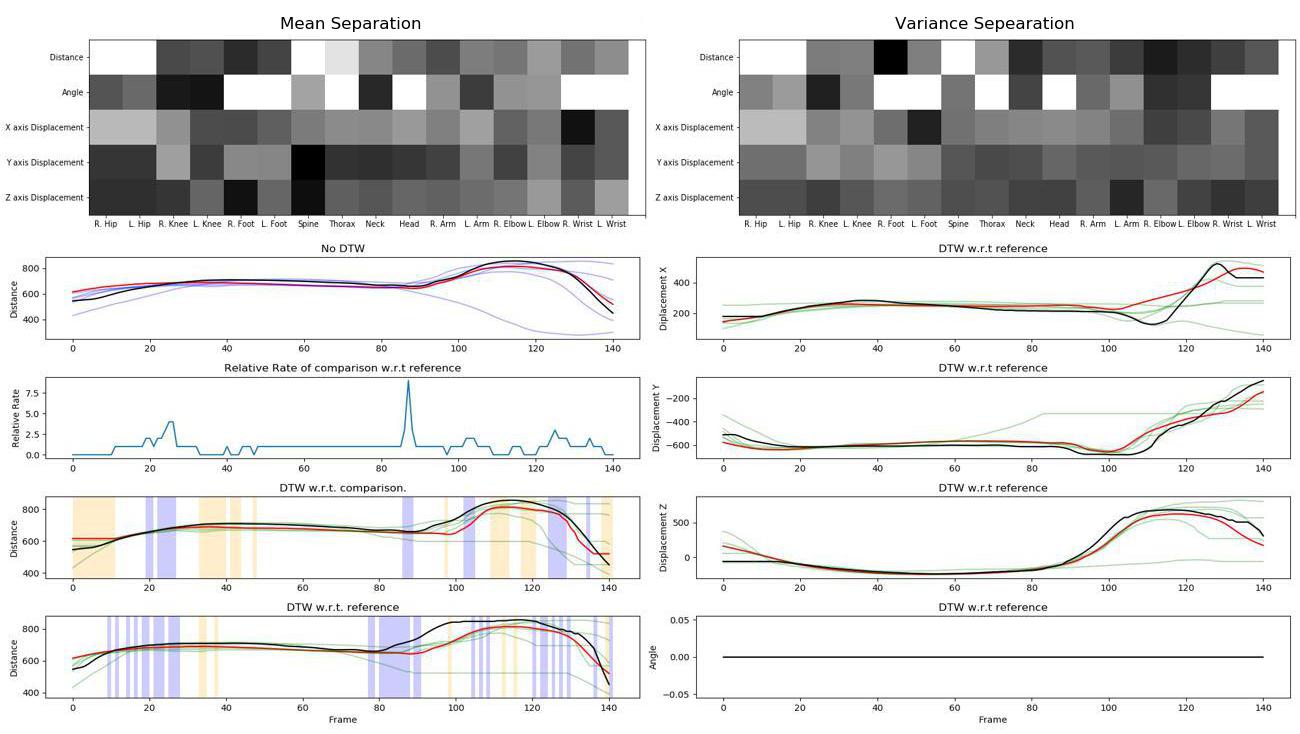 Mean Separation
Variance Sepearation
Distance
Angle
X axis Displacement
Y axis Displacement
Z axis Displacement
R. Hip L. Hip R. Knee L. Knee R. Foot L. Foot Spine Thorax Neck Head R. Arm L. Arm R. Elbow L. Elbow R. Wrist L. Wrist
Distance
Angle
X axis Displacement
Y axis Displacement
Z axis Displacement
R. Hip L. Hip R. Knee L. Knee R. Foot L. Foot Spine Thorax Neck Head R. Arm L. Arm R. Elbow L. Elbow R. Wrist L. Wrist
No DTW
Distance
800
600
400
0 20 40 60 80 100 120 140
DTW w.r.t reference
Diplacement X
400
200
0 20 40 60 80 100 120 140
Relative Rate of comparison w.r.t reference
Relative Rate
7.5
5.0
2.5
0.0
0 20 40 60 80 100 120 140
DTW w.r.t reference
Displacement Y
−200
−400
−600
0 20 40 60 80 100 120 140
DTW w.r.t. comparison.
Distance
800
600
400
0 20 40 60 80 100 120 140
DTW w.r.t reference
Displacement Z
500
0
0 20 40 60 80 100 120 140
DTW w.r.t. reference
Distance
800
600
400
0 20 40 60 80 100 120 140
Frame
DTW w.r.t reference
Angle
0.05
0.00
−0.05
0 20 40 60 80 100 120 140
Frame